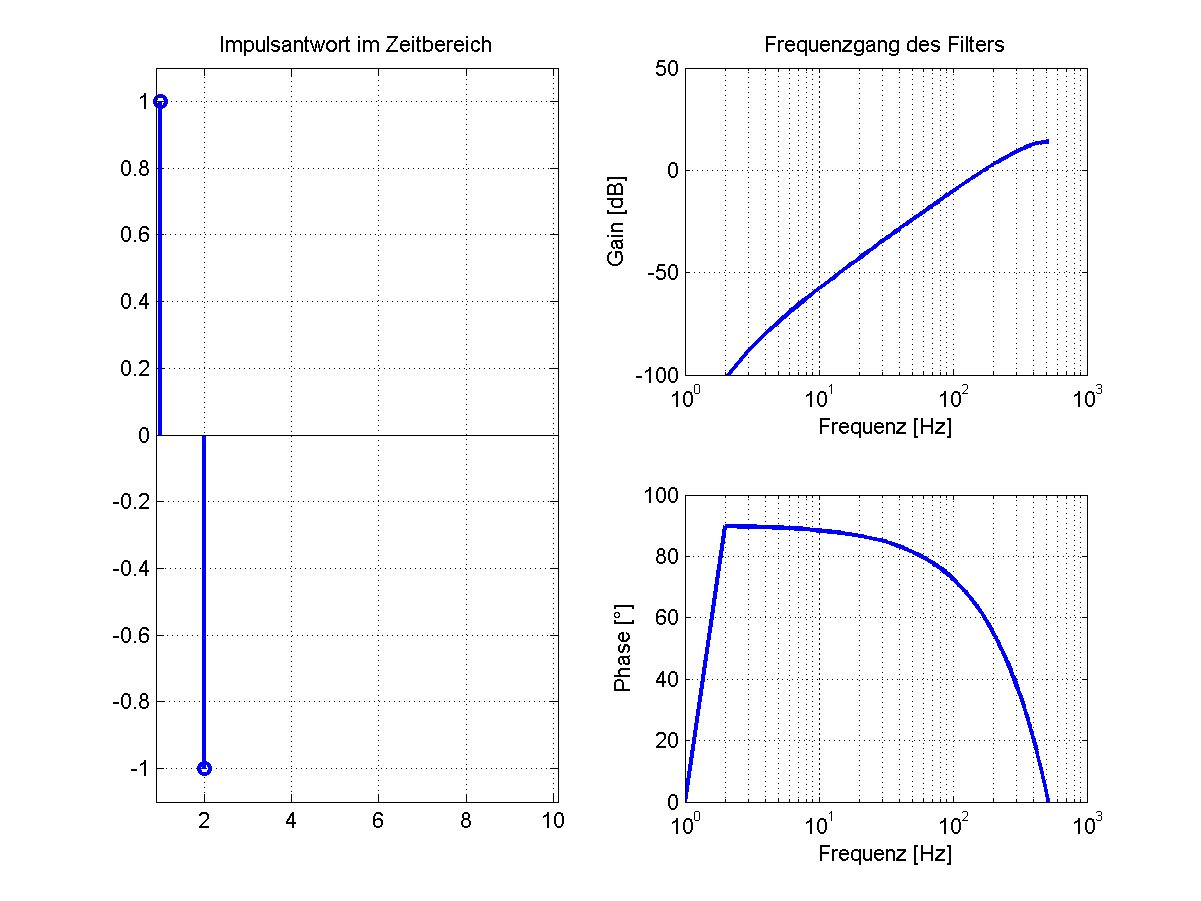 Impulsantwort im Zeitbereich
1
0.8
0.6
0.4
0.2
0
-0.2
-0.4
-0.6
-0.8
-1
2 4 6 8 10
Frequenzgang des Filters
Gain [dB]
50
0
-50
-100
10^0 10^1 10^2 10^3
Frequenz [Hz]
Phase [°]
100
80
60
40
20
0
10^0 10^1 10^2 10^3
Frequenz [Hz]